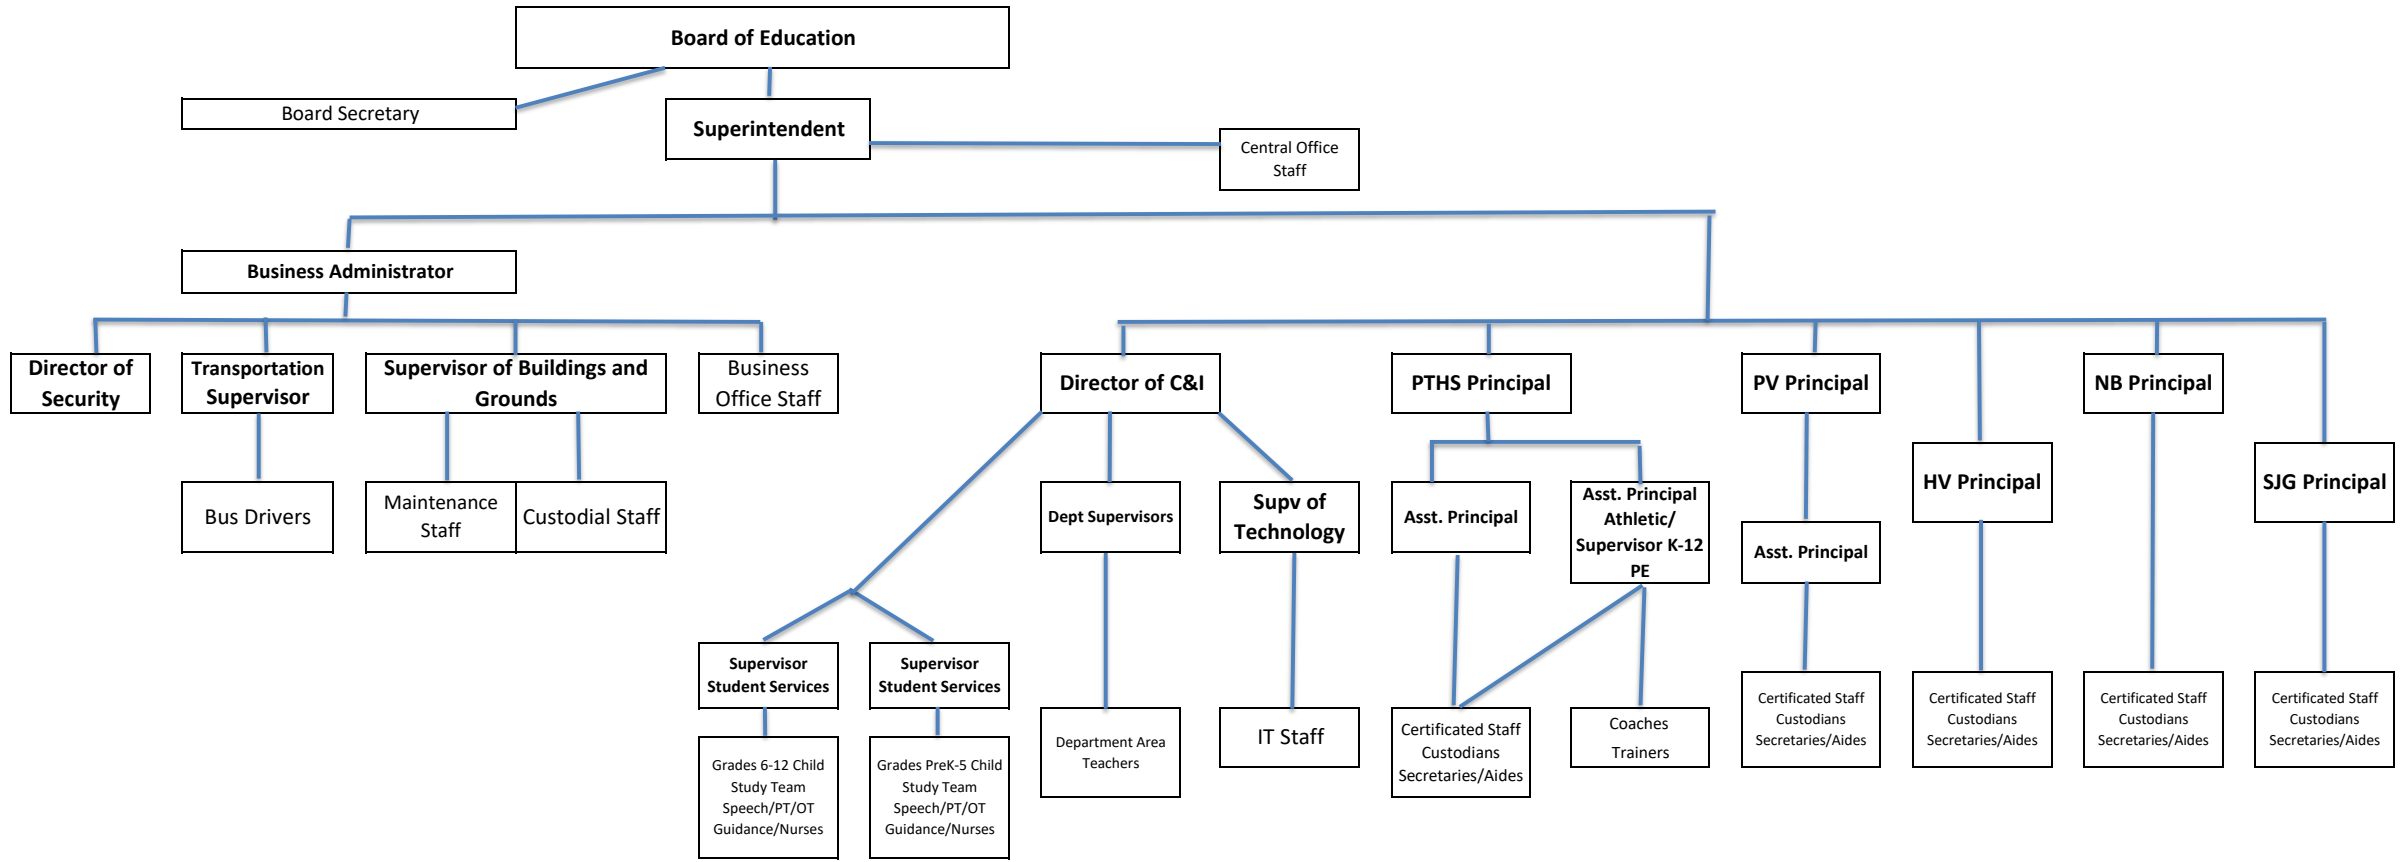 Board of Education
Board Secretary
Superintendent
Central Office
Staff
Business Administrator
Director of
Security
Transportation
Supervisor
Supervisor of Buildings and
Grounds
Business
Office Staff
Director of C&I
PTHS Principal
PV Principal
NB Principal
HV Principal
SJG Principal
Bus Drivers
Maintenance
Staff
Custodial Staff
Dept Supervisors
Supv of
Technology
Asst. Principal
Asst. Principal
Athletic/
Supervisor K-12
PE
Asst. Principal
Supervisor
Student Services
Supervisor
Student Services
Grades 6-12 Child
Study Team
Speech/PT/OT
Guidance/Nurses
Grades PreK-5 Child
Study Team
Speech/PT/OT
Guidance/Nurses
Department Area
Teachers
IT Staff
Certificated Staff
Custodians
Secretaries/Aides
Coaches
Trainers
Certificated Staff
Custodians
Secretaries/Aides
Certificated Staff
Custodians
Secretaries/Aides
Certificated Staff
Custodians
Secretaries/Aides
Certificated Staff
Custodians
Secretaries/Aides